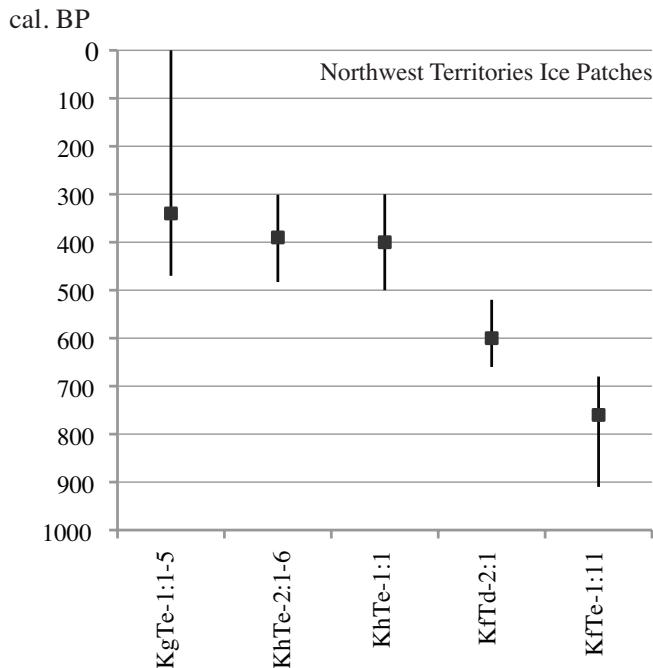 cal. BP
Northwest Territories Ice Patches
0
100
200
300
400
500
600
700
800
900
1000
KgTe-1:1-5
KhTe-2:1-6
KhTe-1:1
KfTd-2:1
KfTe-1:11